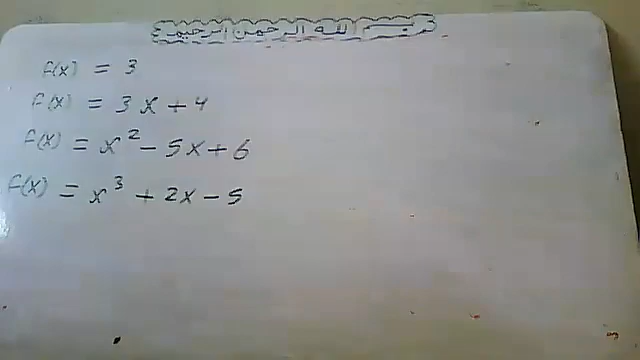 بسم الله الرحمن الرحيم
f(x) = 3
f(x) = 3x + 4
f(x) = x² - 5x + 6
f(x) = x³ + 2x - 5